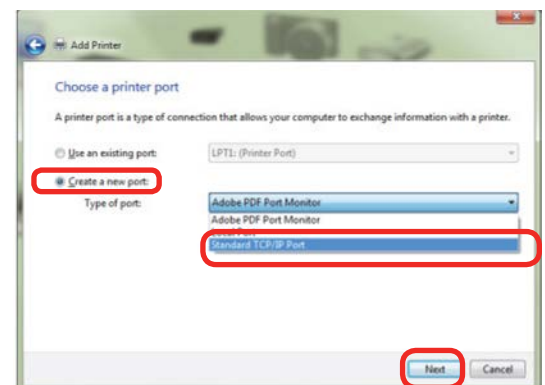 Add Printer
Choose a printer port
A printer port is a type of connection that allows your computer to exchange information with a printer.
Use an existing port:
LPT1: (Printer Port)
Create a new port:
Type of port:
Adobe PDF Port Monitor
Adobe PDF Port Monitor
Local Port
Standard TCP/IP Port
Next
Cancel